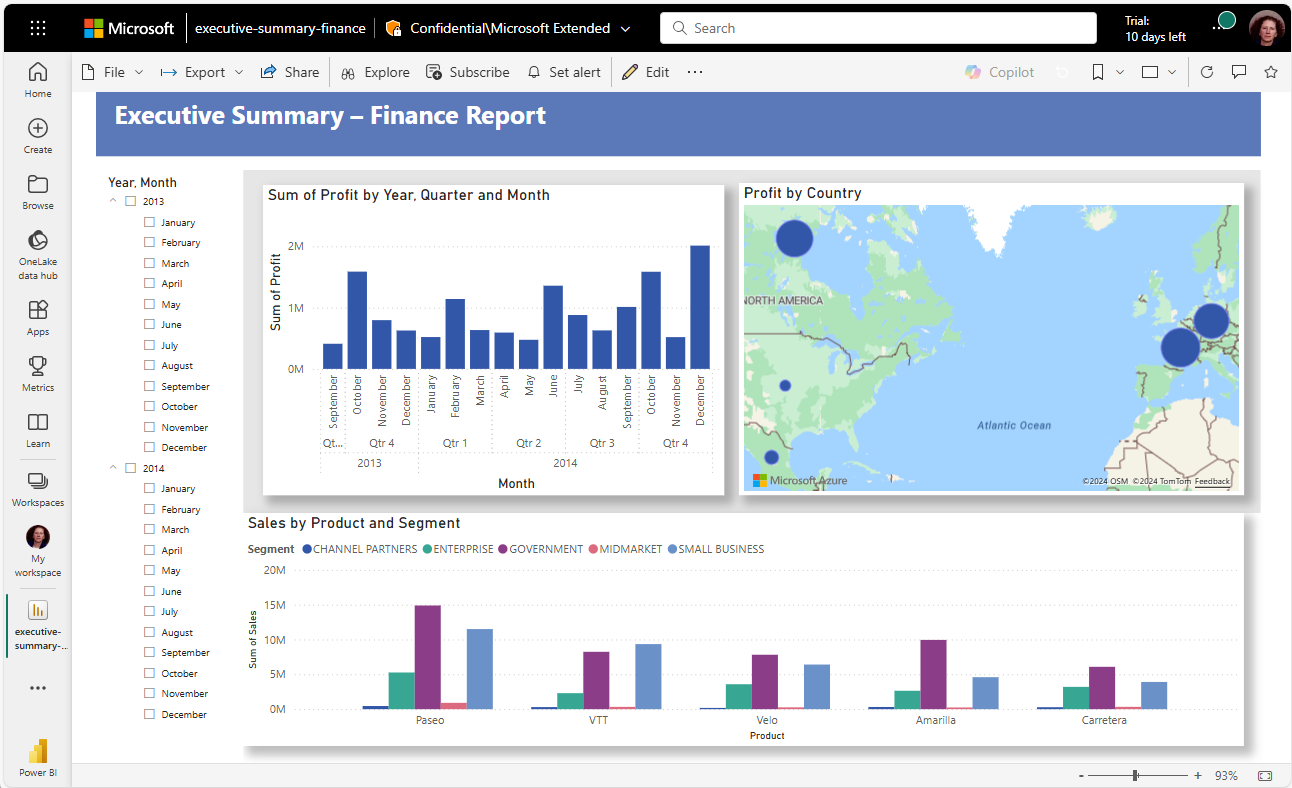 Microsoft
executive-summary-finance
Confidential\Microsoft Extended
Search
Trial:
10 days left
File
Export
Share
Explore
Subscribe
Set alert
Edit
Copilot
Home
Create
Browse
OneLake
data hub
Apps
Metrics
Learn
Workspaces
My
workspace
executive-
summary-...
Power BI
Executive Summary – Finance Report
Year, Month
2013
January
February
March
April
May
June
July
August
September
October
November
December
2014
January
February
March
April
May
June
July
August
September
October
November
December
Sum of Profit by Year, Quarter and Month
Sum of Profit
2M
1M
0M
September
October
November
December
January
February
March
April
May
June
July
August
September
October
November
December
Qt... Qtr 4 Qtr 1 Qtr 2 Qtr 3 Qtr 4
2013 2014
Month
Profit by Country
NORTH AMERICA
Atlantic Ocean
Microsoft Azure
©2024 OSM ©2024 TomTom Feedback
Sales by Product and Segment
Segment CHANNEL PARTNERS ENTERPRISE GOVERNMENT MIDMARKET SMALL BUSINESS
Sum of Sales
20M
15M
10M
5M
0M
Paseo VTT Velo Amarilla Carretera
Product
- + 93%